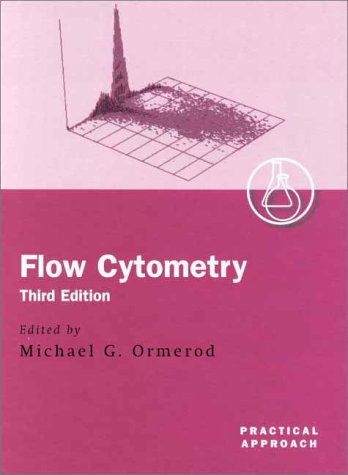 Flow Cytometry
Third Edition
Edited by
Michael G. Ormerod
PRACTICAL
APPROACH